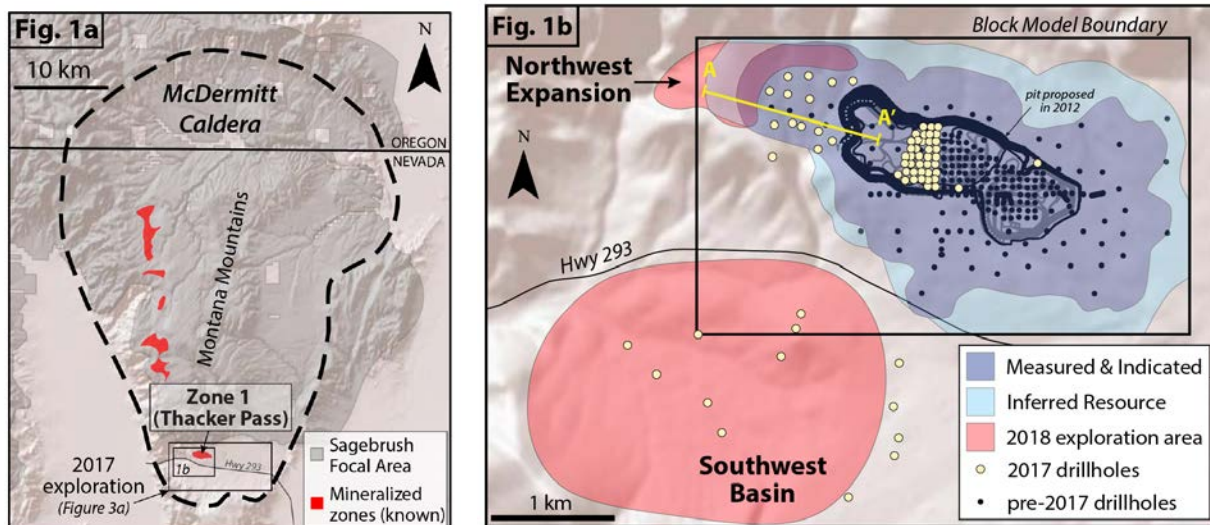 Fig. 1a
10 km
N
McDermitt
Caldera
OREGON
NEVADA
Montana Mountains
Zone 1
(Thacker Pass)
2017
exploration
(Figure 3a)
1b
Hwy 293
Sagebrush
Focal Area
Mineralized
zones (known)
Fig. 1b
Block Model Boundary
Northwest
Expansion
A
A'
pit proposed
in 2012
N
Hwy 293
Southwest
Basin
1 km
Measured & Indicated
Inferred Resource
2018 exploration area
2017 drillholes
pre-2017 drillholes